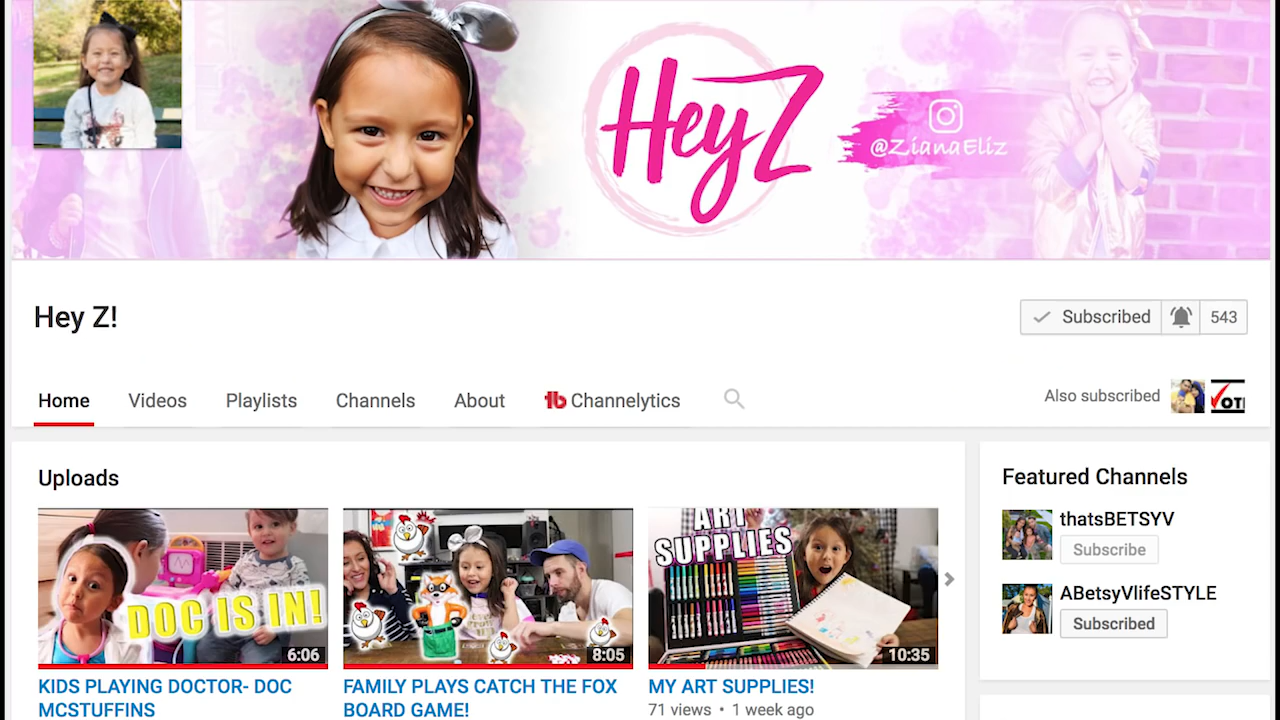 HeyZ
@ZianaEliz
Hey Z!
Subscribed 543
Home Videos Playlists Channels About tb Channelytics
Also subscribed
VOTE
Uploads
Featured Channels
thatsBETSYV
Subscribe
ABetsyVlifeSTYLE
Subscribed
DOC IS IN!
6:06
8:05
ART
SUPPLIES
10:35
KIDS PLAYING DOCTOR- DOC
MCSTUFFINS
FAMILY PLAYS CATCH THE FOX
BOARD GAME!
MY ART SUPPLIES!
71 views • 1 week ago